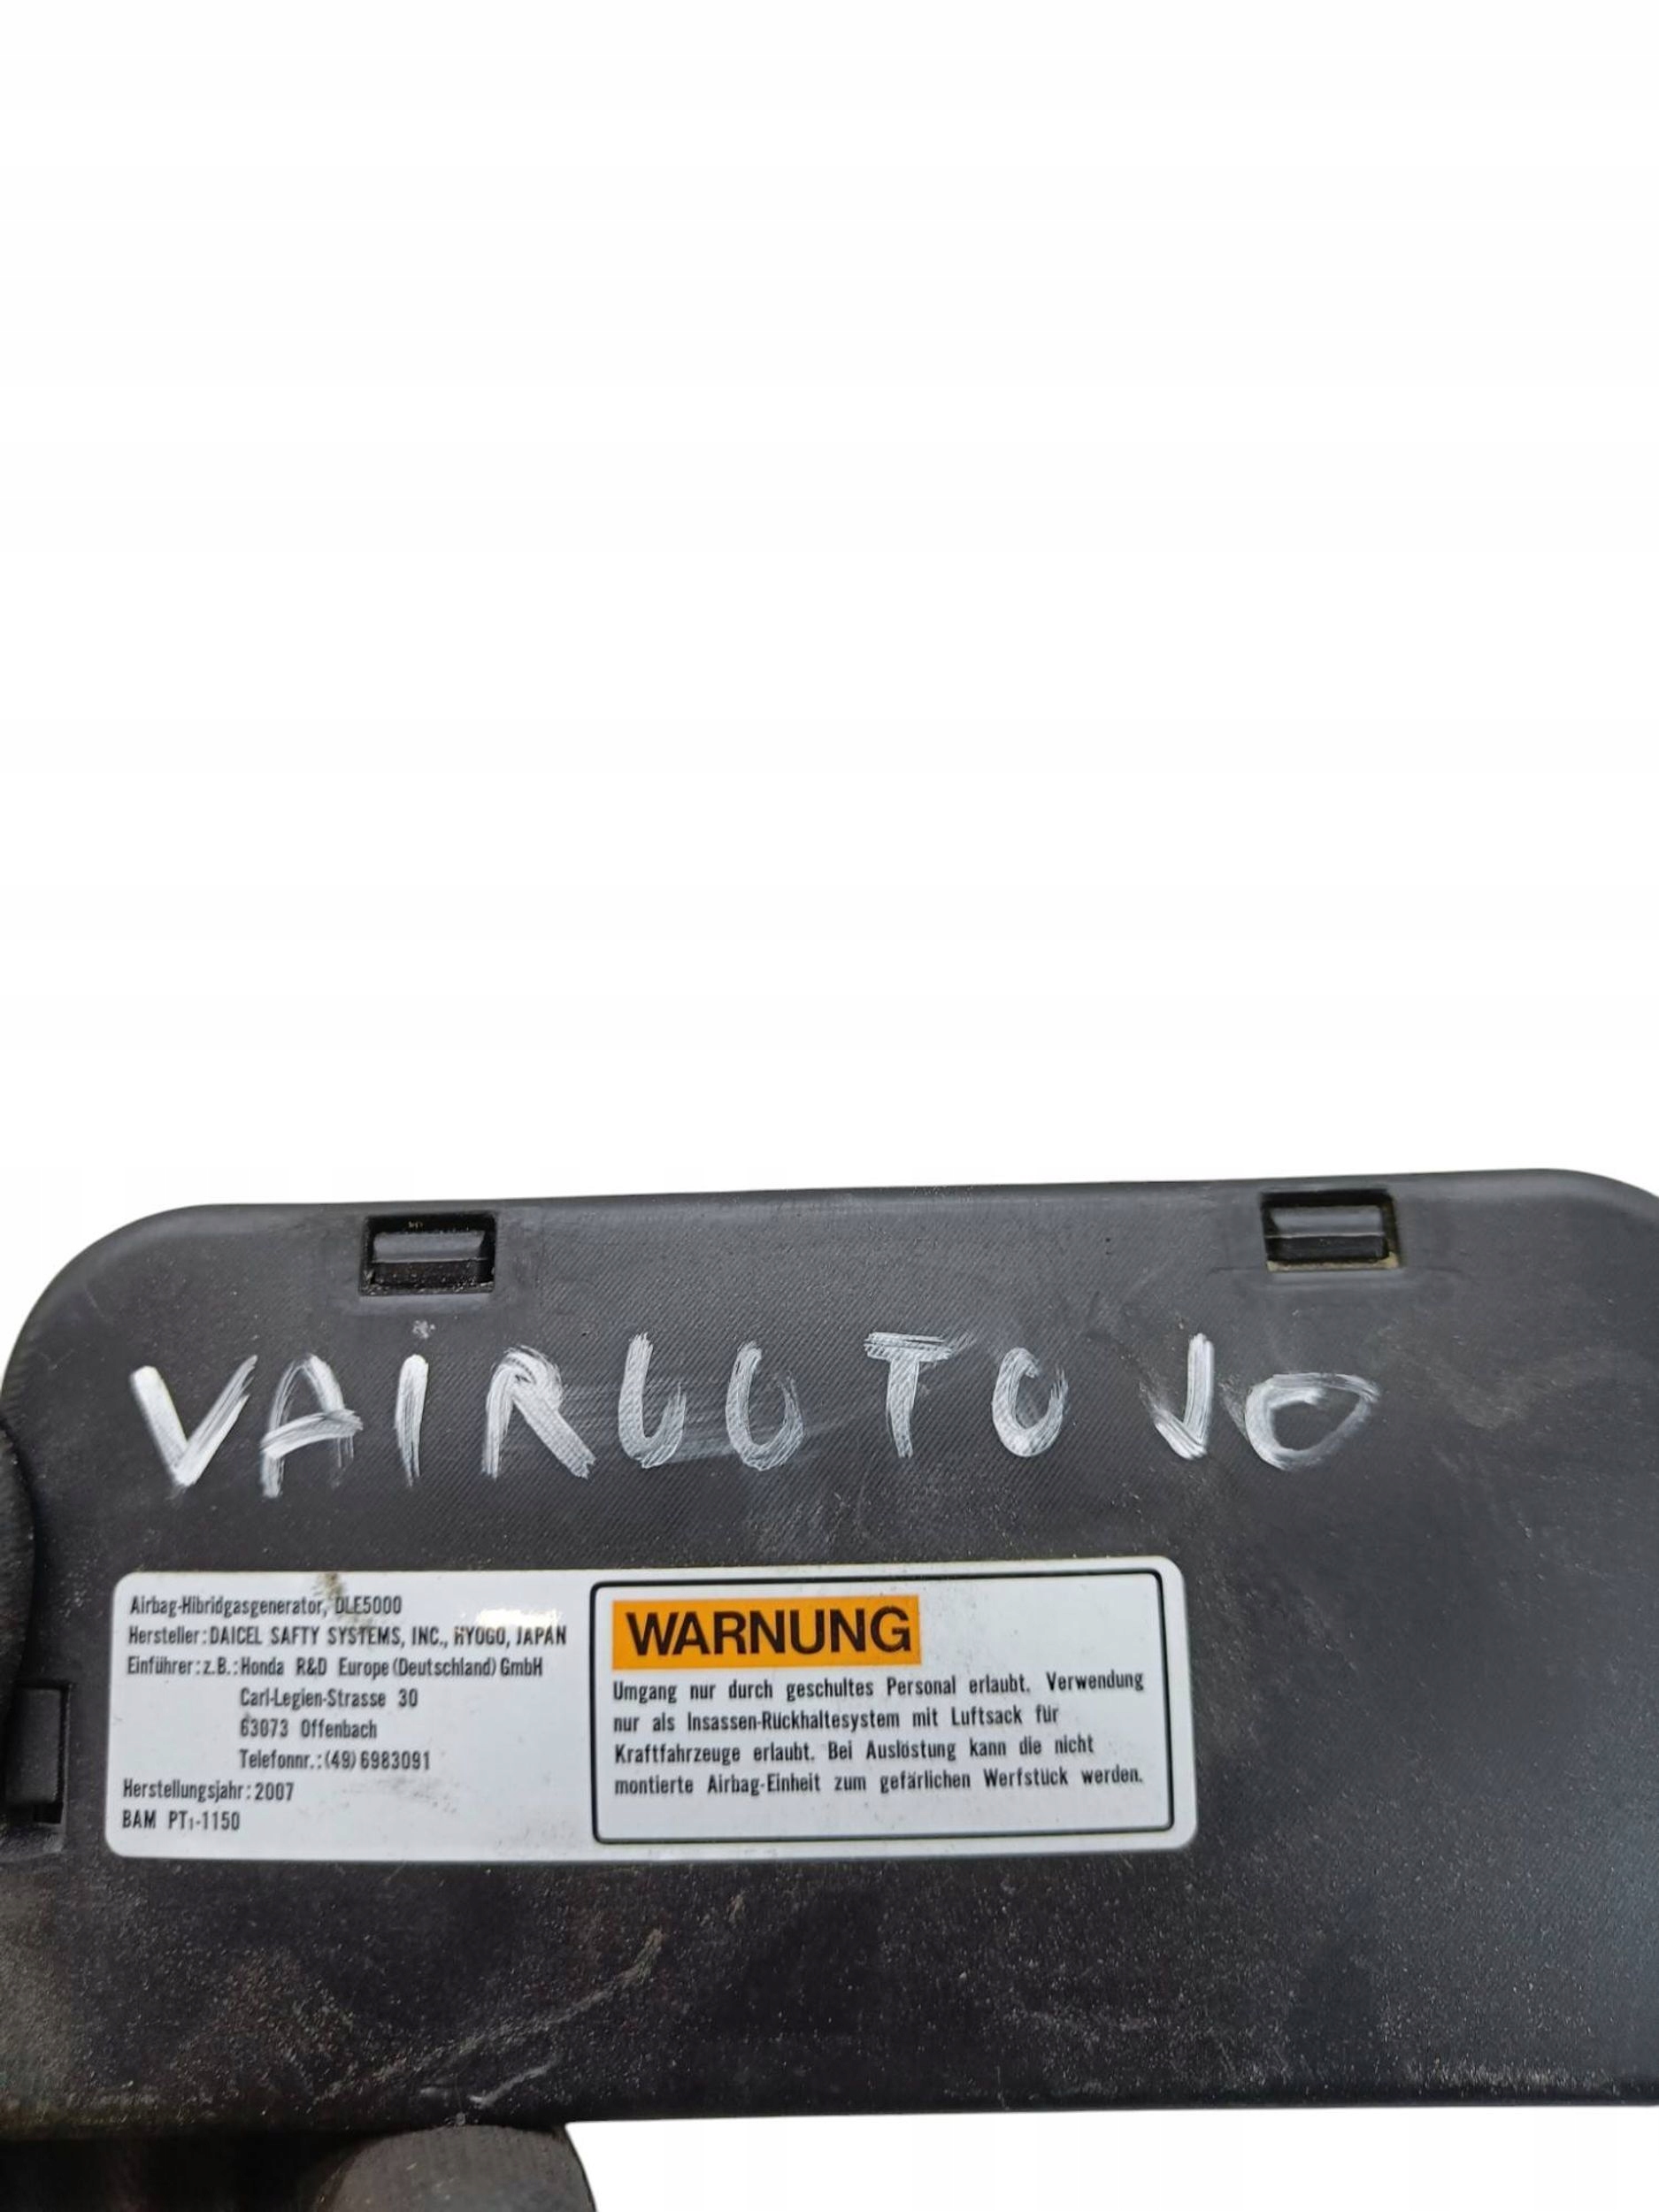 VAIRUOTOJO
Airbag-Hibridgasgenerator, DLE5000
Hersteller:DAICEL SAFTY SYSTEMS, INC., HYOGO, JAPAN
Einführer:z.B.:Honda R&D Europe (Deutschland) GmbH
Carl-Legien-Strasse 30
63073 Offenbach
Telefonnr.:(49) 6983091
Herstellungsjahr:2007
BAM PT₁-1150
WARNUNG
Umgang nur durch geschultes Personal erlaubt. Verwendung
nur als Insassen-Rückhaltesystem mit Luftsack für
Kraftfahrzeuge erlaubt. Bei Auslöstung kann die nicht
montierte Airbag-Einheit zum gefärlichen Werfstück werden.